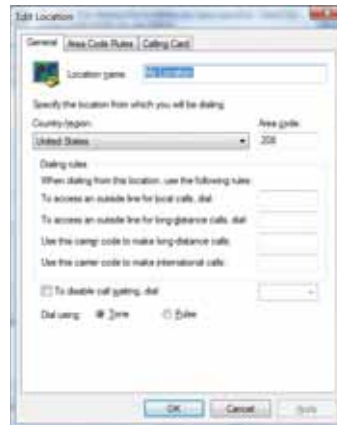 Edit Location
General Area Code Rules Calling Card
Location name: My Location
Specify the location from which you will be dialing.
Country/region: Area code:
United States 208
Dialing rules
When dialing from this location, use the following rules:
To access an outside line for local calls, dial:
To access an outside line for long-distance calls, dial:
Use this carrier code to make long-distance calls:
Use this carrier code to make international calls:
To disable call waiting, dial:
Dial using: Tone Pulse
OK Cancel Apply